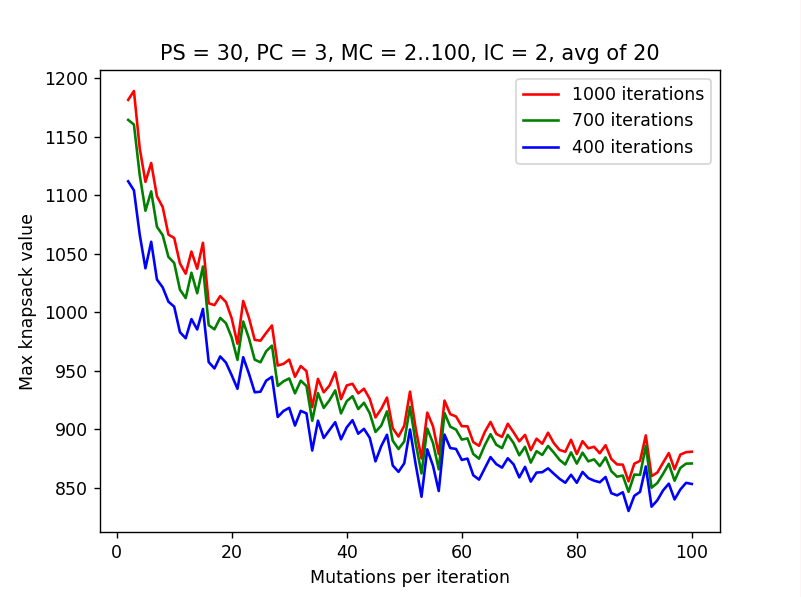 PS = 30, PC = 3, MC = 2..100, IC = 2, avg of 20
1000 iterations
700 iterations
400 iterations
Max knapsack value
1200
1150
1100
1050
1000
950
900
850
0 20 40 60 80 100
Mutations per iteration